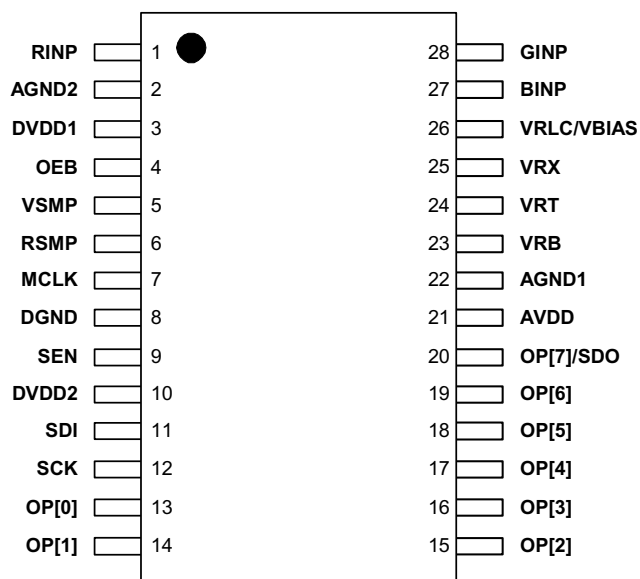 RINP 1 28 GINP
AGND2 2 27 BINP
DVDD1 3 26 VRLC/VBIAS
OEB 4 25 VRX
VSMP 5 24 VRT
RSMP 6 23 VRB
MCLK 7 22 AGND1
DGND 8 21 AVDD
SEN 9 20 OP[7]/SDO
DVDD2 10 19 OP[6]
SDI 11 18 OP[5]
SCK 12 17 OP[4]
OP[0] 13 16 OP[3]
OP[1] 14 15 OP[2]